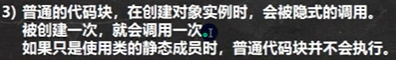 3) 普通的代码块，在创建对象实例时，会被隐式的调用。
被创建一次，就会调用一次
如果只是使用类的静态成员时，普通代码块并不会执行。